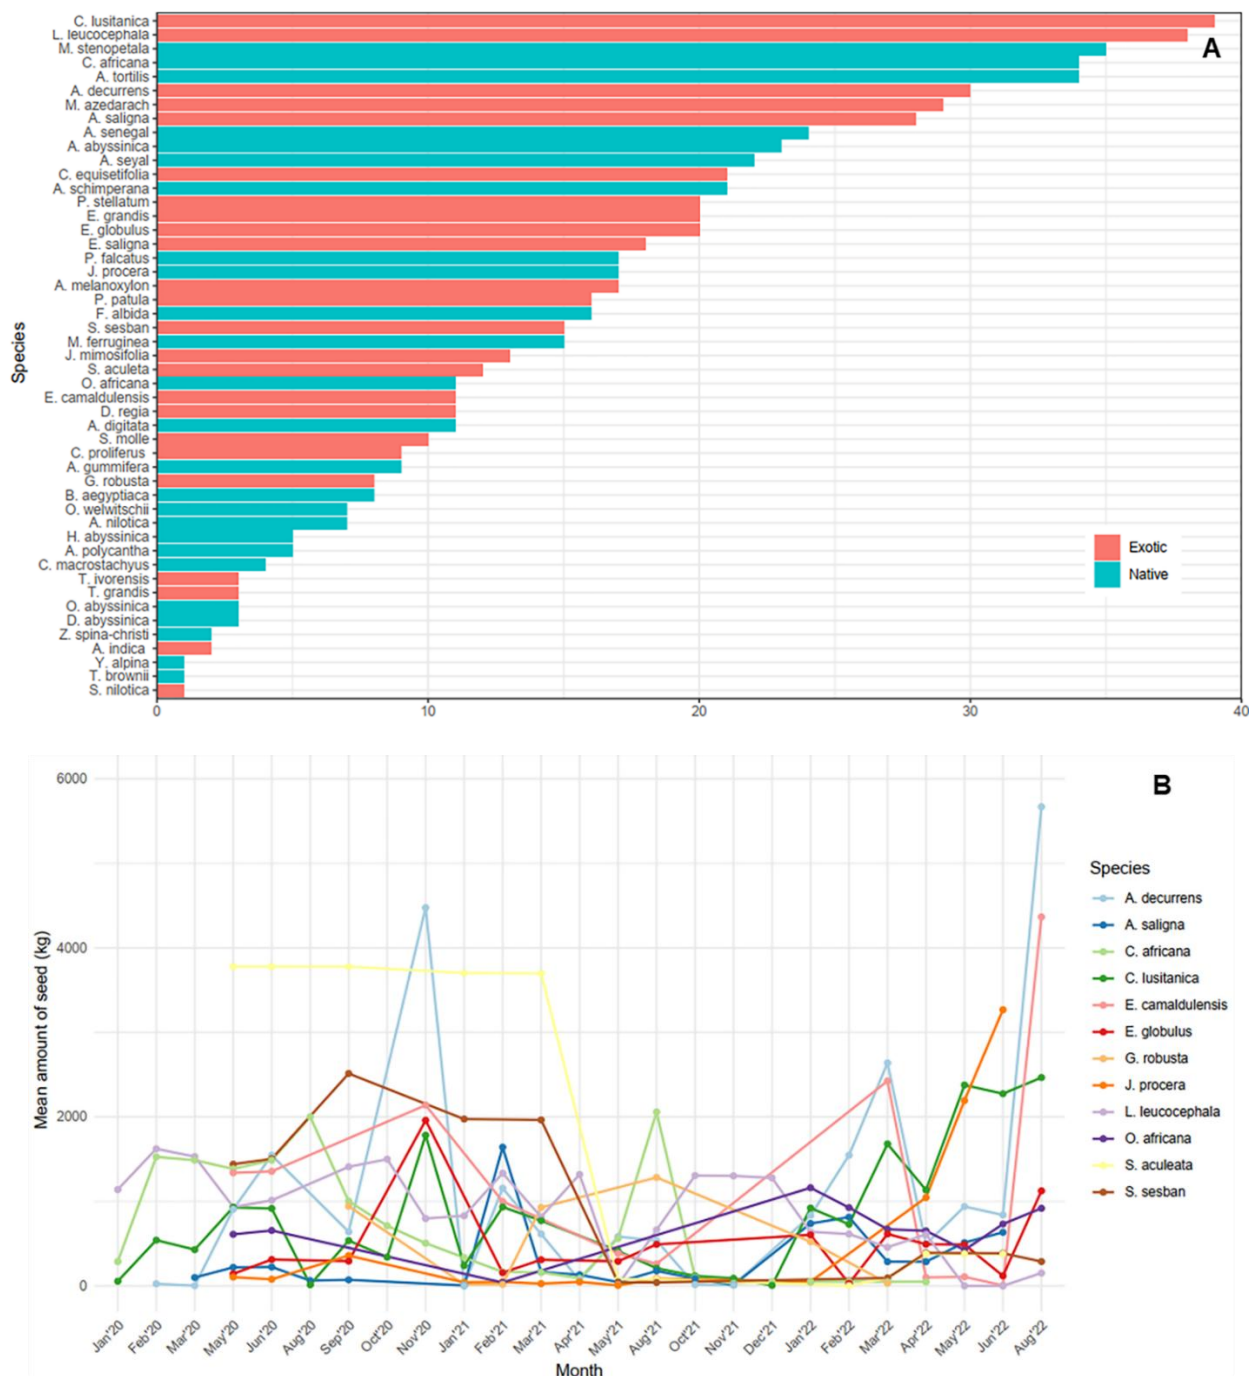 A
Species
C. lusitanica
L. leucocephala
M. stenopetala
C. africana
A. tortilis
A. decurrens
M. azedarach
A. saligna
A. senegal
A. abyssinica
A. seyal
C. equisetifolia
A. schimperana
P. stellatum
E. grandis
E. globulus
E. saligna
P. falcatus
J. procera
A. melanoxylon
P. patula
F. albida
S. sesban
M. ferruginea
J. mimosifolia
S. aculeta
O. africana
E. camaldulensis
D. regia
A. digitata
S. molle
C. proliferus
A. gummifera
G. robusta
B. aegyptiaca
O. welwitschii
A. nilotica
H. abyssinica
A. polycantha
C. macrostachyus
T. ivorensis
T. grandis
O. abyssinica
D. abyssinica
Z. spina-christi
A. indica
Y. alpina
T. brownii
S. nilotica
Exotic
Native
0 10 20 30 40
B
Mean amount of seed (kg)
6000
4000
2000
0
Jan'20 Feb'20 Mar'20 May'20 Jun'20 Aug'20 Sep'20 Oct'20 Nov'20 Jan'21 Feb'21 Mar'21 Apr'21 May'21 Aug'21 Oct'21 Nov'21 Dec'21 Jan'22 Feb'22 Mar'22 Apr'22 May'22 Jun'22 Aug'22
Month
Species
A. decurrens
A. saligna
C. africana
C. lusitanica
E. camaldulensis
E. globulus
G. robusta
J. procera
L. leucocephala
O. africana
S. aculeata
S. sesban